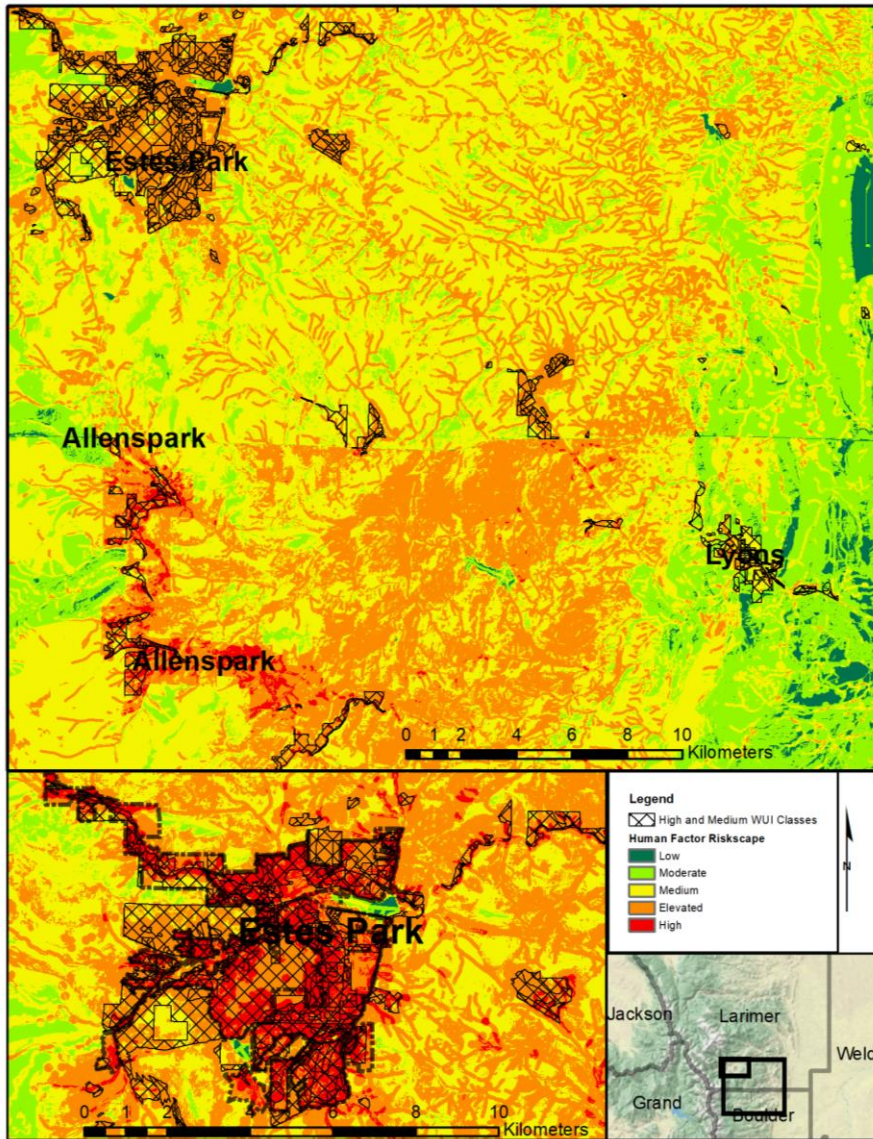 Estes Park
Allenspark
Lyons
Allenspark
0 2 4 6 8 10
Kilometers
Estes Park
0 1 2 4 6 8 10
Kilometers
Legend
High and Medium WUI Classes
Human Factor Riskscape
Low
Moderate
Medium
Elevated
High
N
Jackson
Larimer
Weld
Grand
Boulder